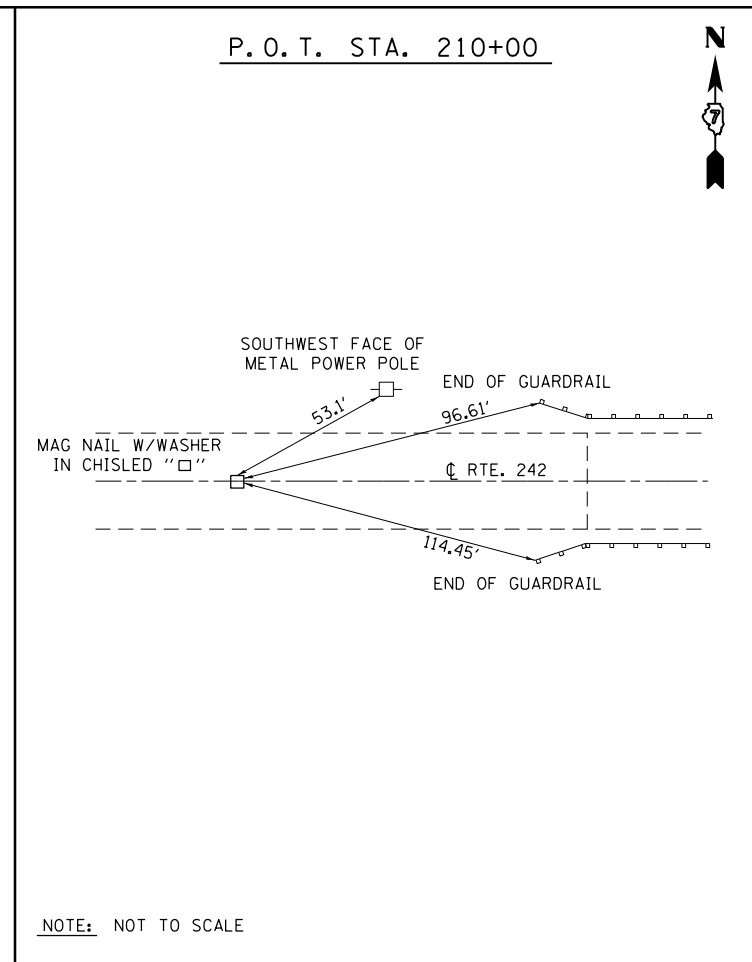 P.O.T. STA. 210+00
N
7
SOUTHWEST FACE OF
METAL POWER POLE
END OF GUARDRAIL
53.1'
96.61'
MAG NAIL W/WASHER
IN CHISLED "□"
℄ RTE. 242
114.45'
END OF GUARDRAIL
NOTE: NOT TO SCALE